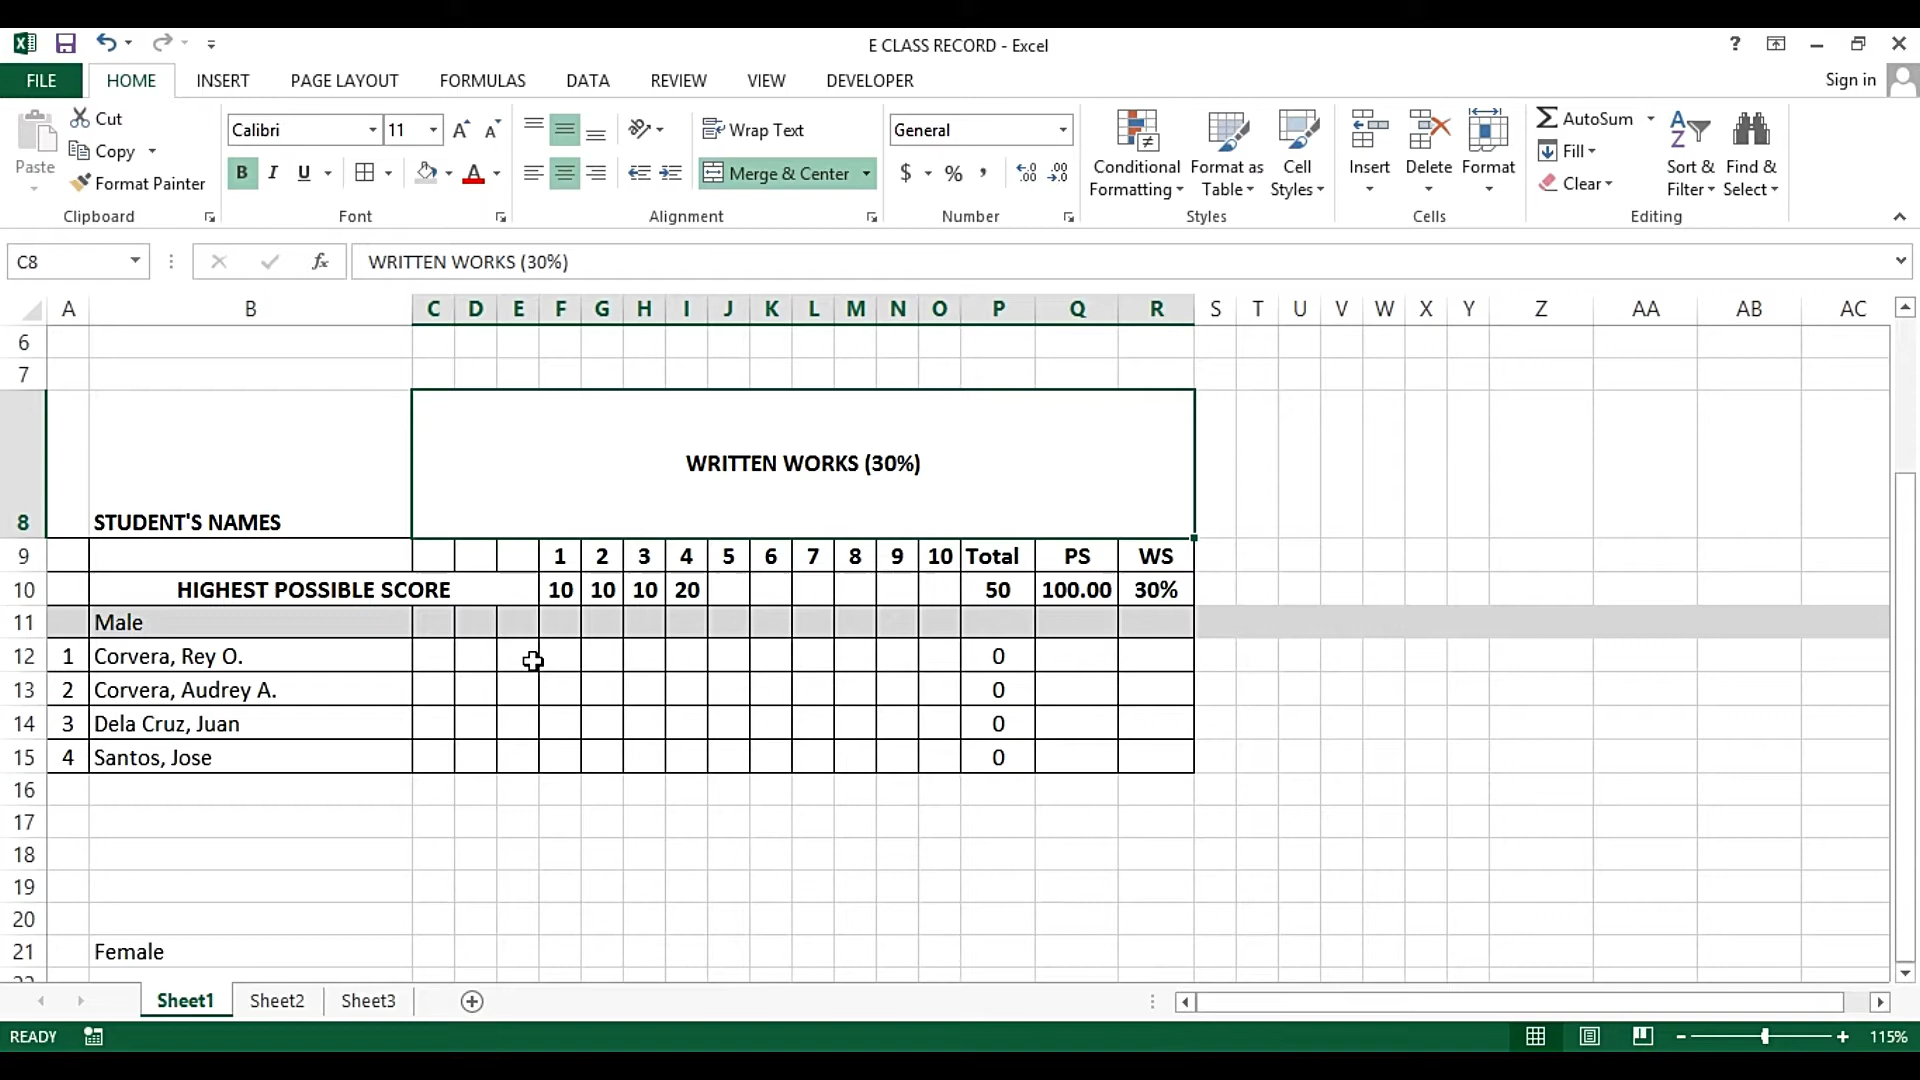 E CLASS RECORD - Excel
?
FILE HOME INSERT PAGE LAYOUT FORMULAS DATA REVIEW VIEW DEVELOPER Sign in
Paste Cut Copy Format Painter
Calibri 11 B I U A
Wrap Text Merge & Center
General $ % ,
Conditional Formatting Format as Table Cell Styles
Insert Delete Format
AutoSum Fill Clear Sort & Filter Find & Select
Clipboard Font Alignment Number Styles Cells Editing
C8 fx WRITTEN WORKS (30%)
A B C D E F G H I J K L M N O P Q R S T U V W X Y Z AA AB AC
6
7
WRITTEN WORKS (30%)
8 STUDENT'S NAMES
9 1 2 3 4 5 6 7 8 9 10 Total PS WS
10 HIGHEST POSSIBLE SCORE 10 10 10 20 50 100.00 30%
11 Male
12 1 Corvera, Rey O. 0
13 2 Corvera, Audrey A. 0
14 3 Dela Cruz, Juan 0
15 4 Santos, Jose 0
16
17
18
19
20
21 Female
Sheet1 Sheet2 Sheet3
READY 115%